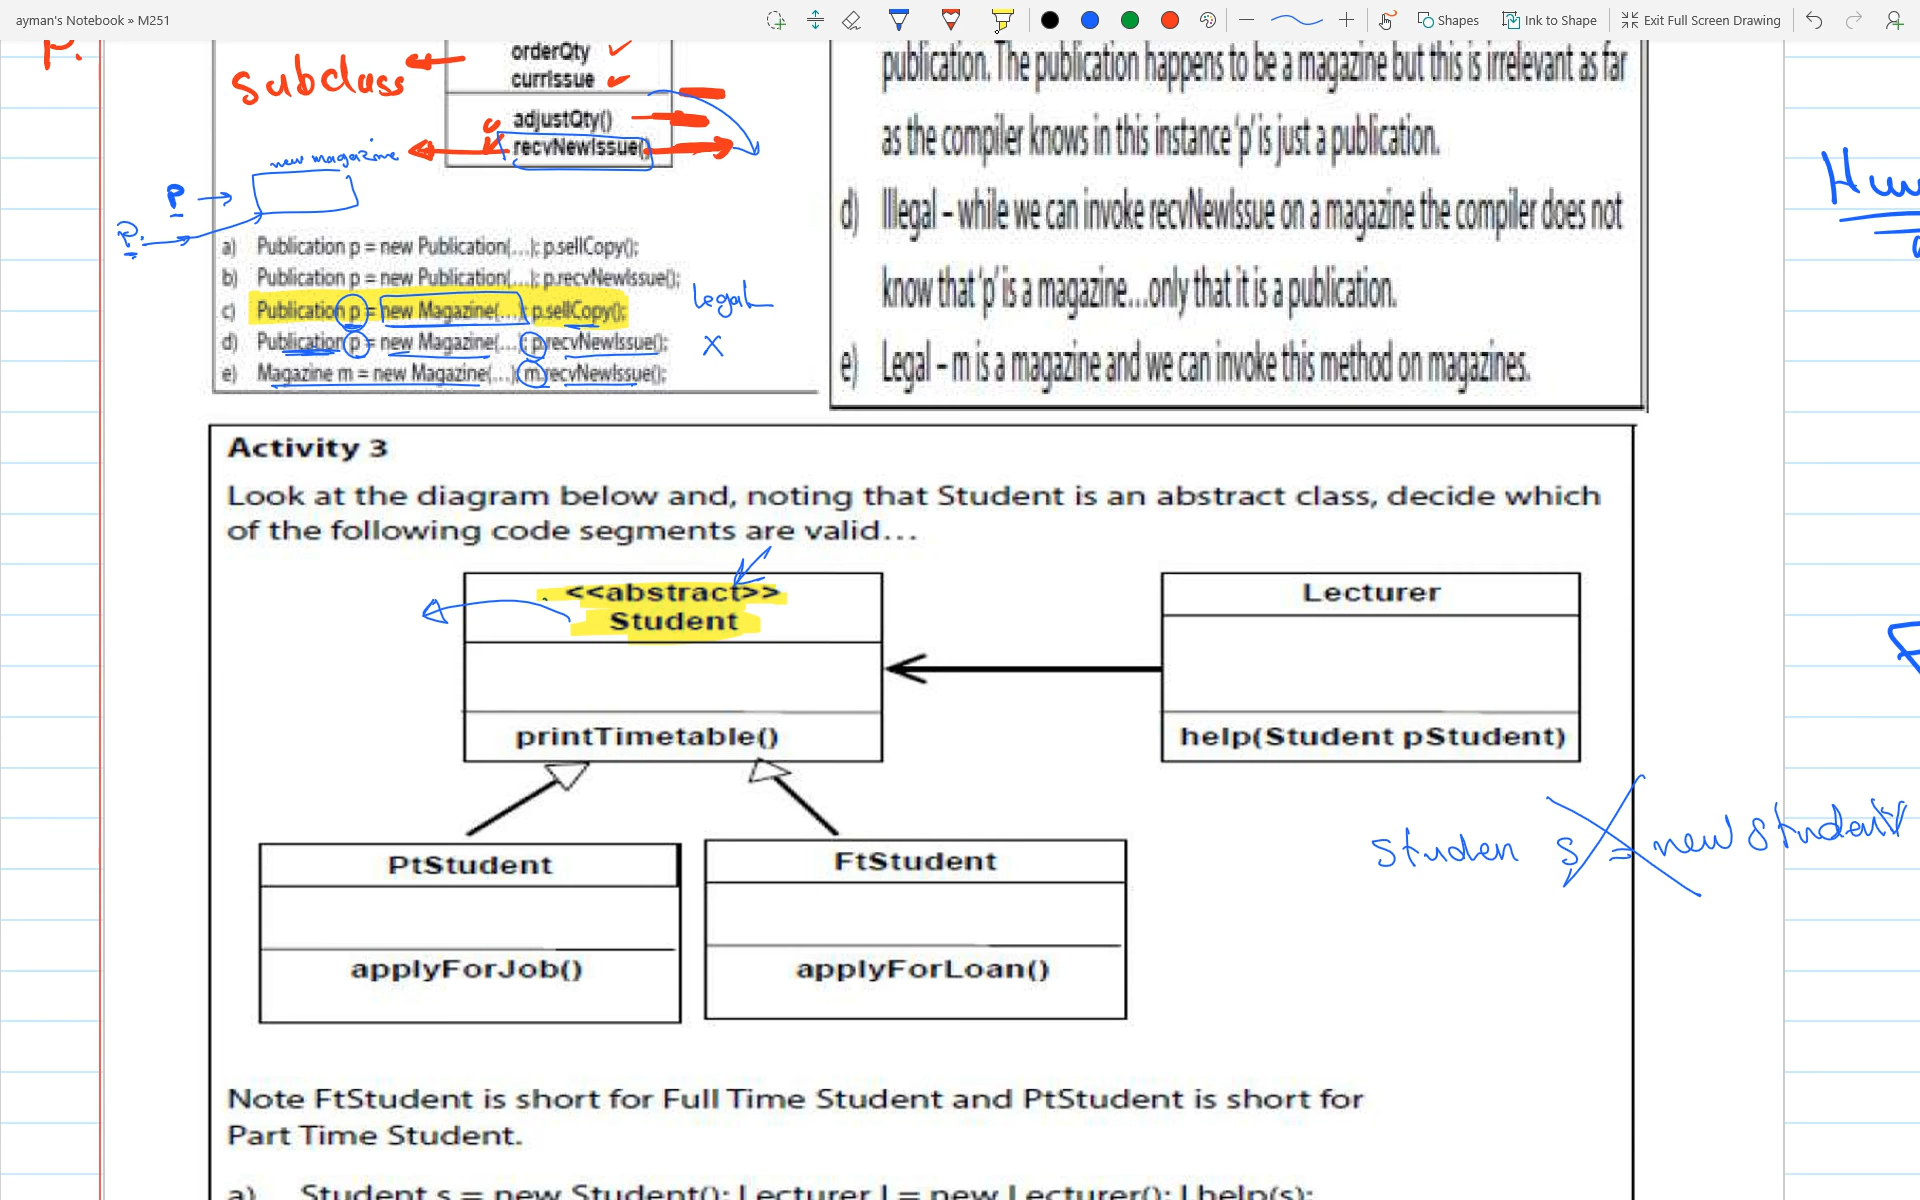 ayman's Notebook » M251
Shapes
Ink to Shape
Exit Full Screen Drawing
P.
subclass
orderQty
currIssue
adjustQty()
recvNewIssue()
new magazine
P
P.
a) Publication p = new Publication(...); p.sellCopy();
b) Publication p = new Publication(...); p.recvNewIssue();
c) Publication p = new Magazine(...); p.sellCopy();
legal
d) Publication p = new Magazine(...); p.recvNewIssue();
X
e) Magazine m = new Magazine(...); m.recvNewIssue();
publication. The publication happens to be a magazine but this is irrelevant as far
as the compiler knows in this instance 'p' is just a publication.
d) Illegal – while we can invoke recvNewIssue on a magazine the compiler does not
know that 'p' is a magazine...only that it is a publication.
e) Legal – m is a magazine and we can invoke this method on magazines.
Activity 3
Look at the diagram below and, noting that Student is an abstract class, decide which
of the following code segments are valid...
<<abstract>>
Student
printTimetable()
Lecturer
help(Student pStudent)
PtStudent
applyForJob()
FtStudent
applyForLoan()
studen s = new student
Note FtStudent is short for Full Time Student and PtStudent is short for
Part Time Student.
a) Student s = new Student(); Lecturer l = new Lecturer(); l.help(s);